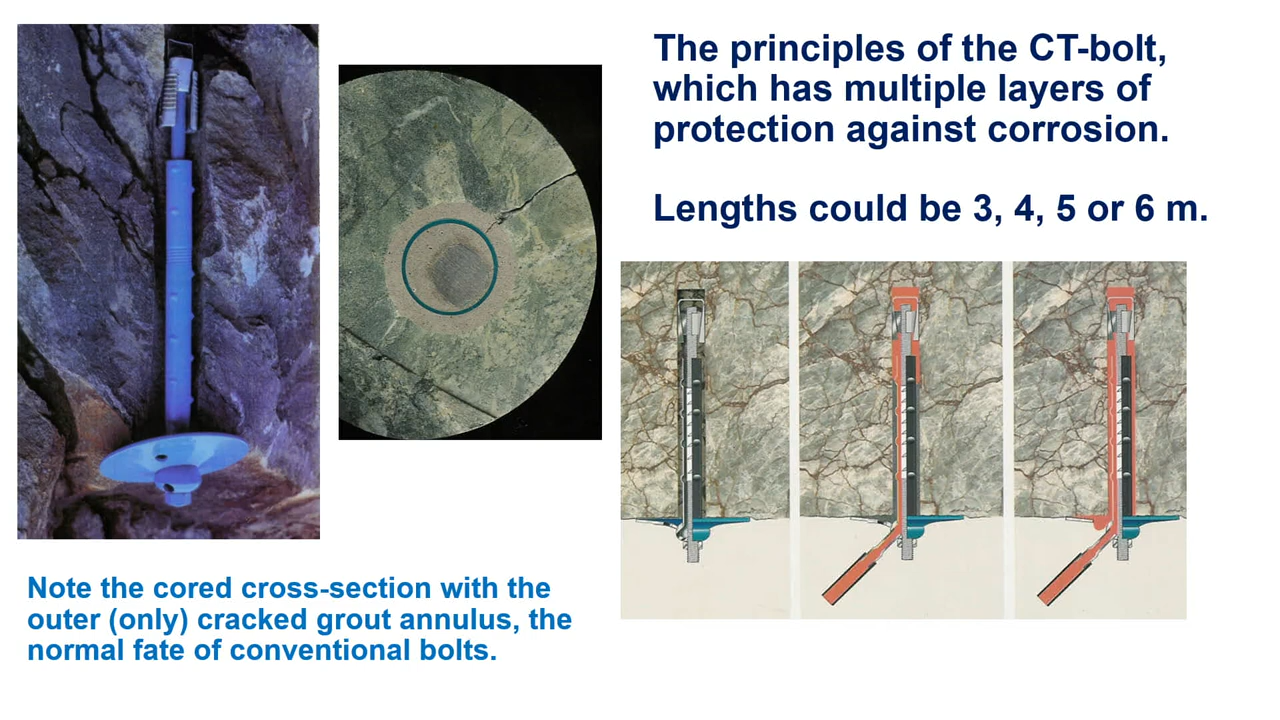 The principles of the CT-bolt,
which has multiple layers of
protection against corrosion.
Lengths could be 3, 4, 5 or 6 m.
Note the cored cross-section with the
outer (only) cracked grout annulus, the
normal fate of conventional bolts.